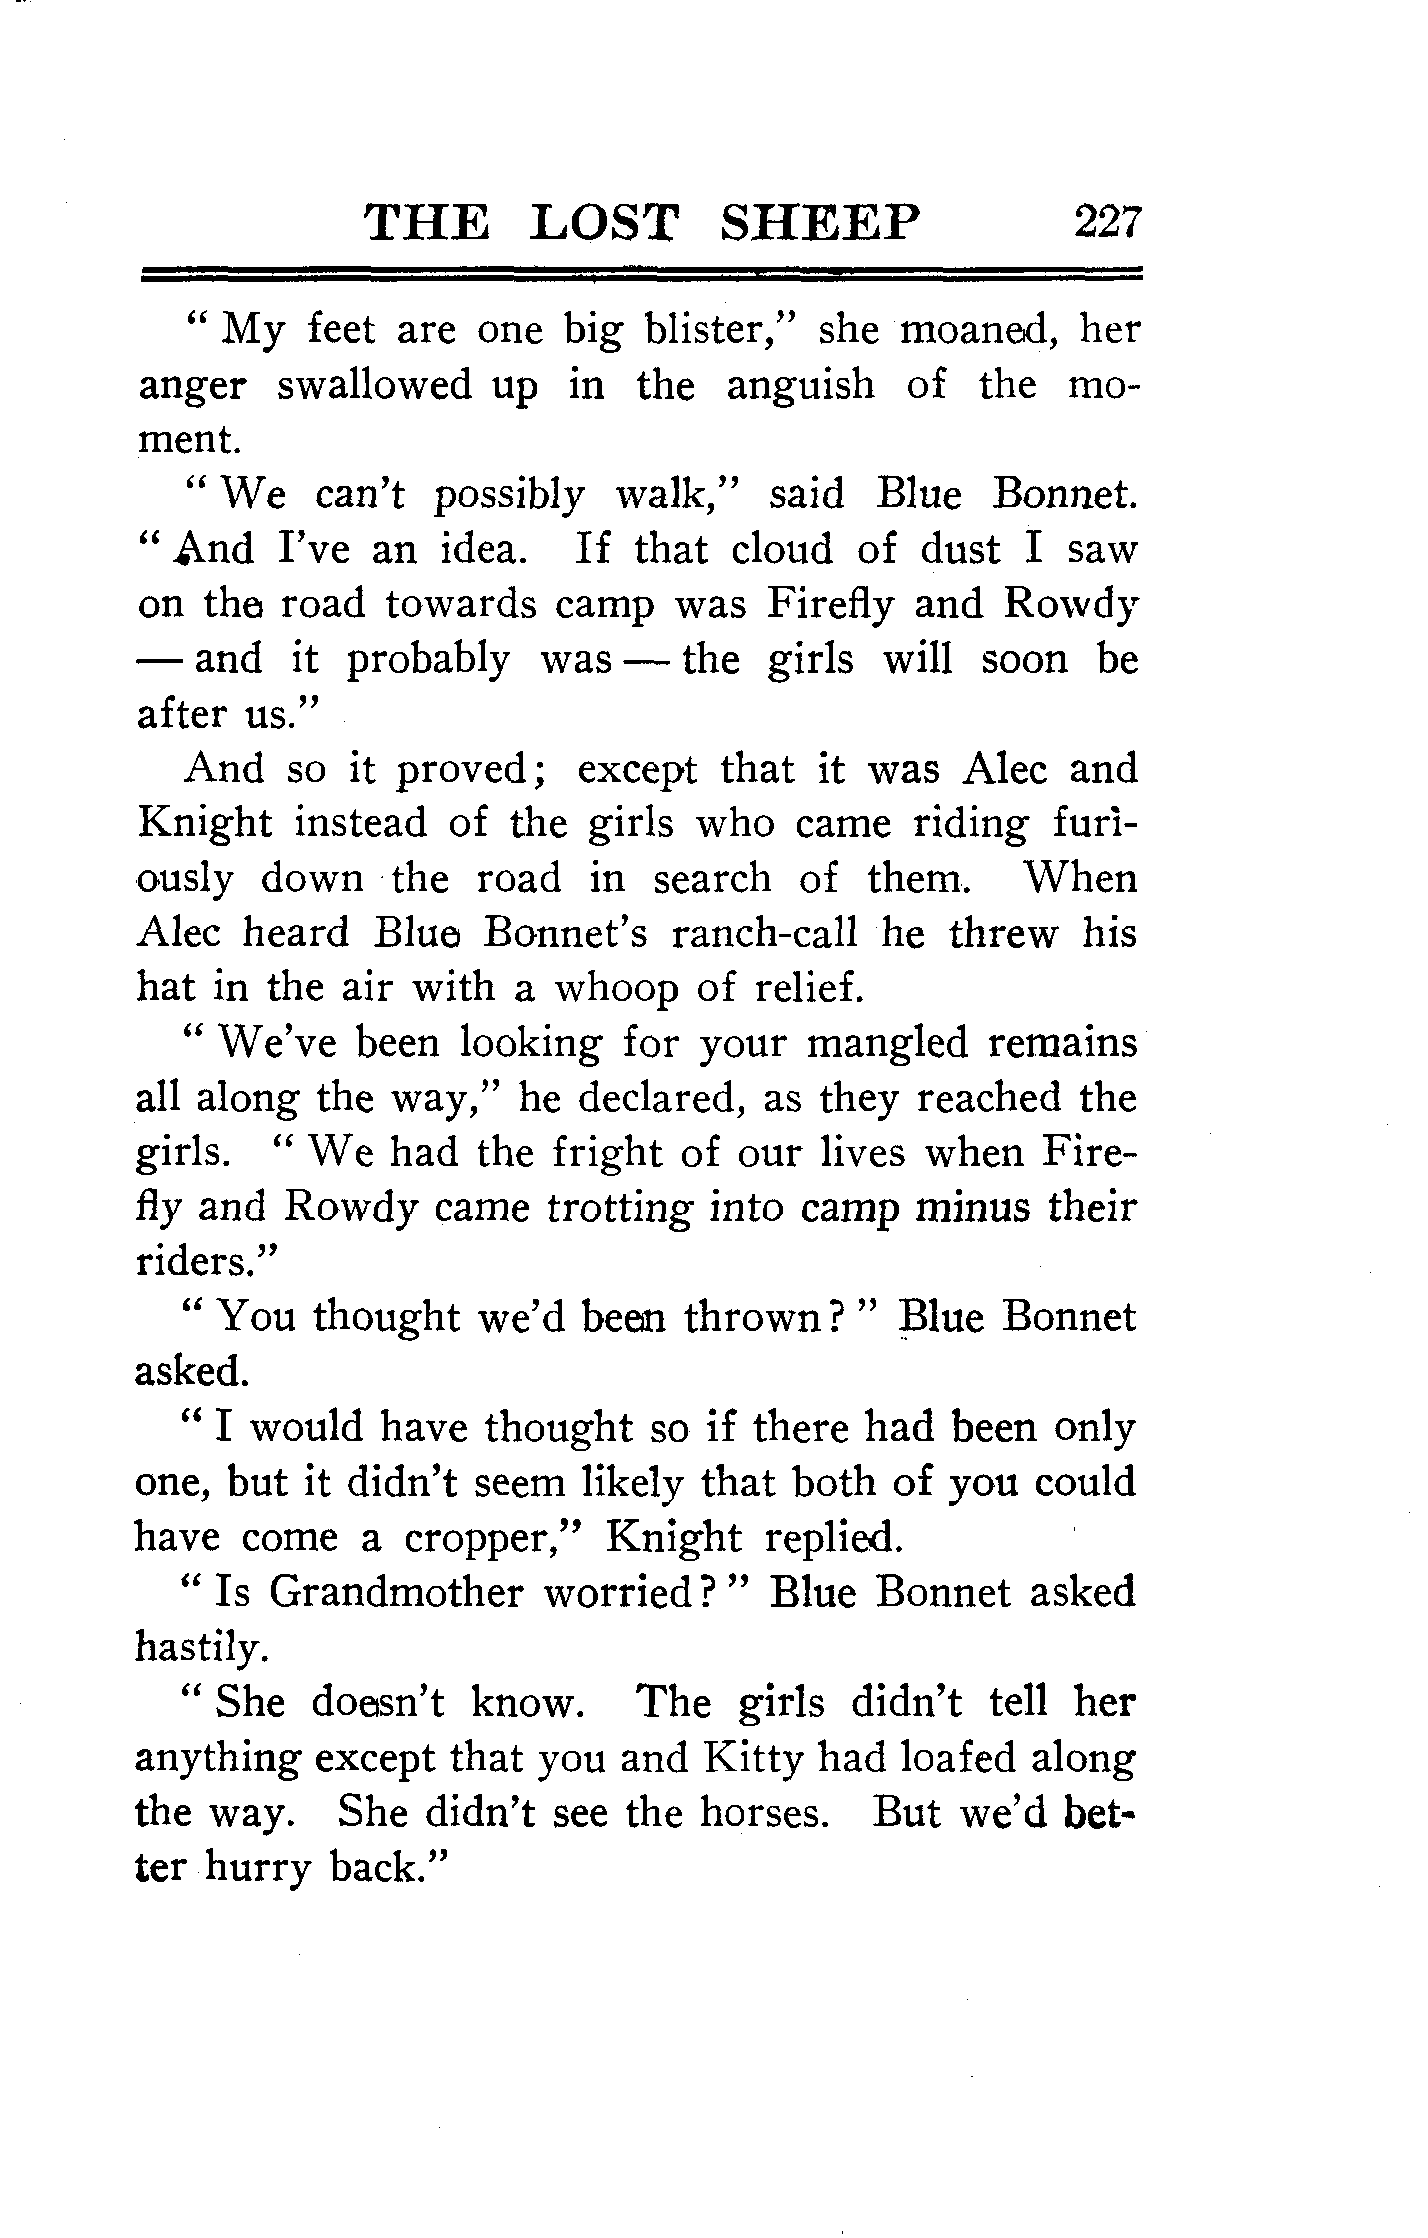 THE LOST SHEEP 227
" My feet are one big blister," she moaned, her
anger swallowed up in the anguish of the mo-
ment.
" We can't possibly walk," said Blue Bonnet.
" And I've an idea. If that cloud of dust I saw
on the road towards camp was Firefly and Rowdy
— and it probably was — the girls will soon be
after us."
And so it proved; except that it was Alec and
Knight instead of the girls who came riding furi-
ously down the road in search of them. When
Alec heard Blue Bonnet's ranch-call he threw his
hat in the air with a whoop of relief.
" We've been looking for your mangled remains
all along the way," he declared, as they reached the
girls. " We had the fright of our lives when Fire-
fly and Rowdy came trotting into camp minus their
riders."
" You thought we'd been thrown? " Blue Bonnet
asked.
" I would have thought so if there had been only
one, but it didn't seem likely that both of you could
have come a cropper," Knight replied.
" Is Grandmother worried? " Blue Bonnet asked
hastily.
" She doesn't know. The girls didn't tell her
anything except that you and Kitty had loafed along
the way. She didn't see the horses. But we'd bet-
ter hurry back."